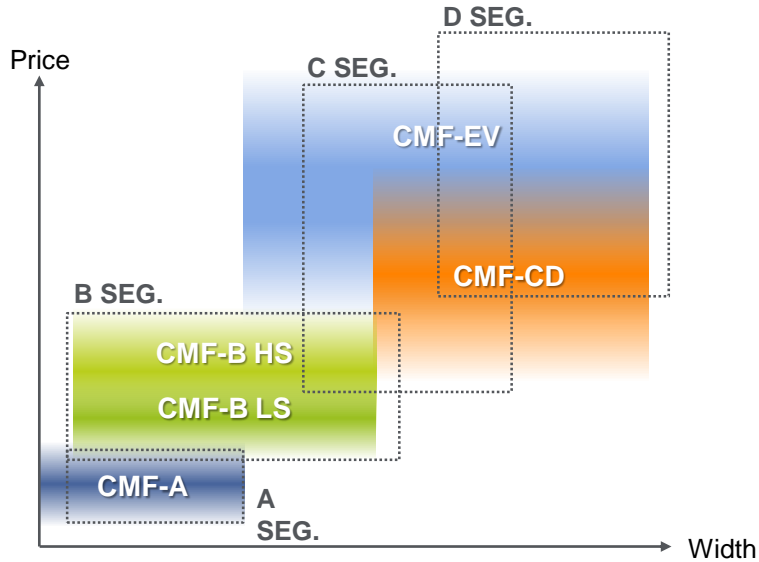 D SEG.
Price
C SEG.
CMF-EV
CMF-CD
B SEG.
CMF-B HS
CMF-B LS
CMF-A
A
SEG.
Width